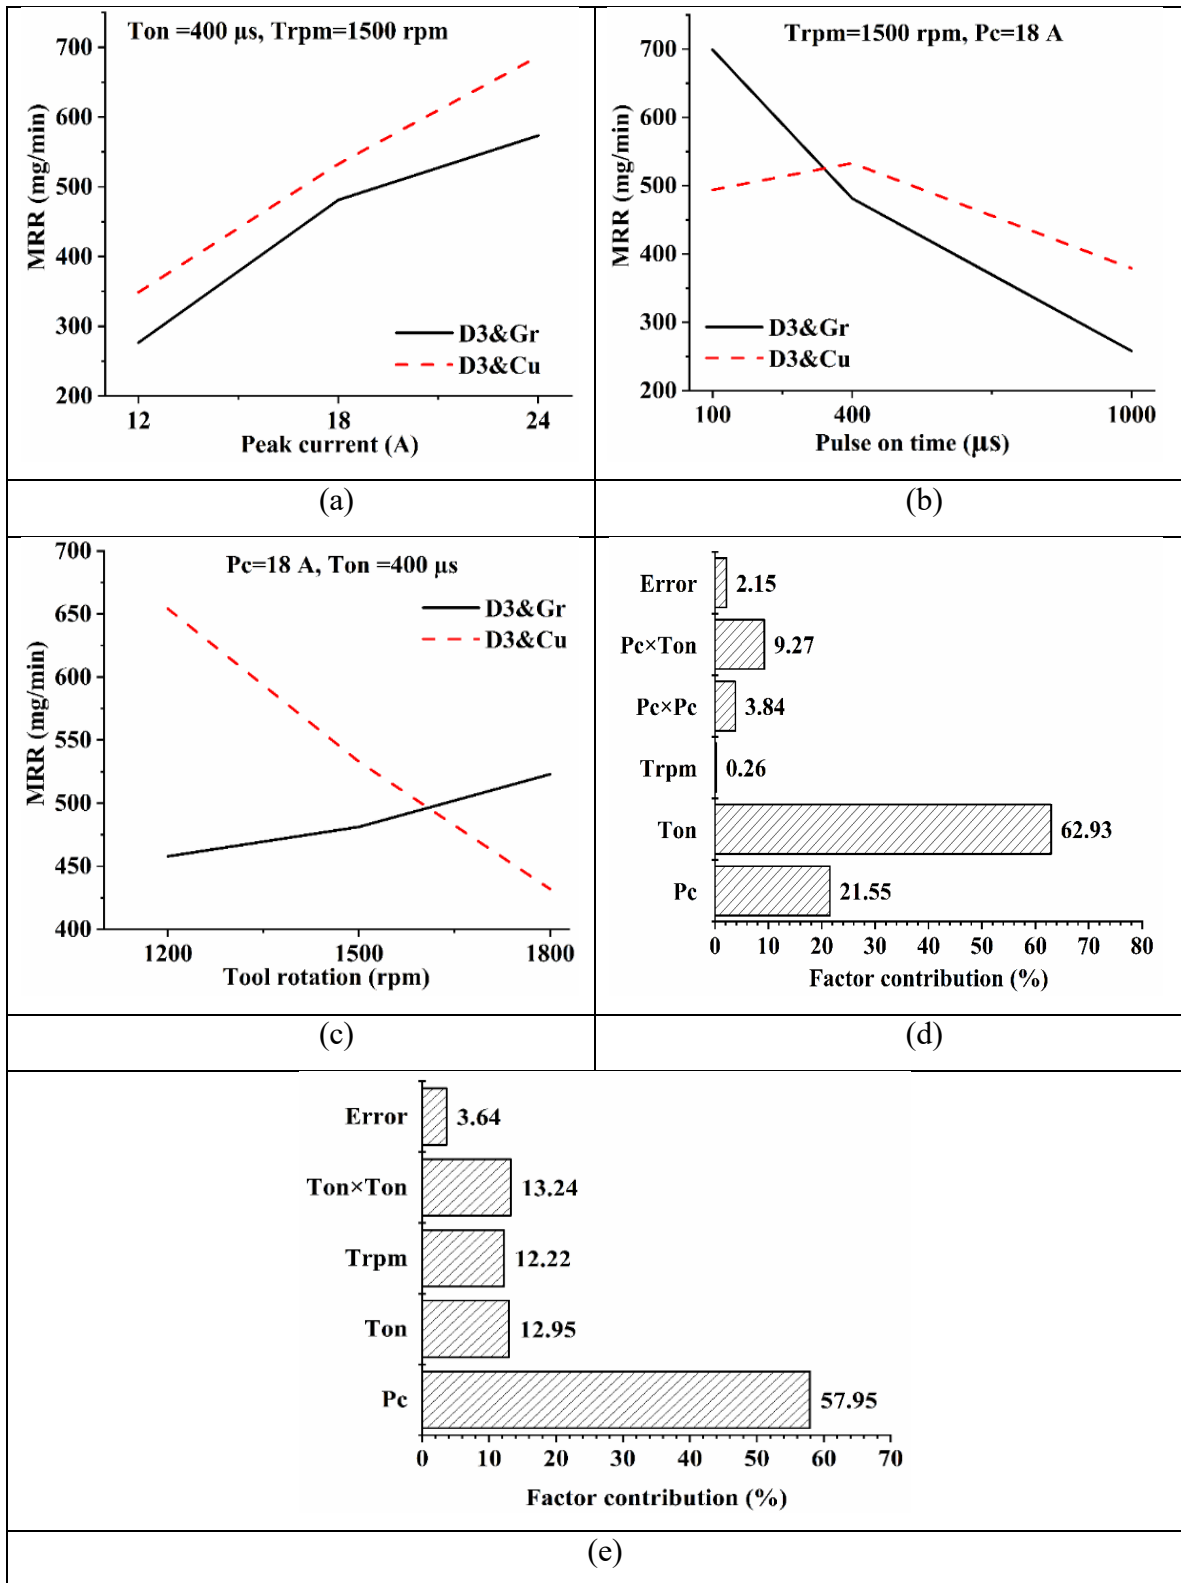 Ton =400 μs, Trpm=1500 rpm
MRR (mg/min)
700
600
500
400
300
200
D3&Gr
D3&Cu
12
18
24
Peak current (A)
(a)
Trpm=1500 rpm, Pc=18 A
MRR (mg/min)
700
600
500
400
300
200
D3&Gr
D3&Cu
100
400
1000
Pulse on time (μs)
(b)
Pc=18 A, Ton =400 μs
MRR (mg/min)
700
650
600
550
500
450
400
D3&Gr
D3&Cu
1200
1500
1800
Tool rotation (rpm)
(c)
Error 2.15
Pc×Ton 9.27
Pc×Pc 3.84
Trpm 0.26
Ton 62.93
Pc 21.55
0 10 20 30 40 50 60 70 80
Factor contribution (%)
(d)
Error 3.64
Ton×Ton 13.24
Trpm 12.22
Ton 12.95
Pc 57.95
0 10 20 30 40 50 60 70
Factor contribution (%)
(e)